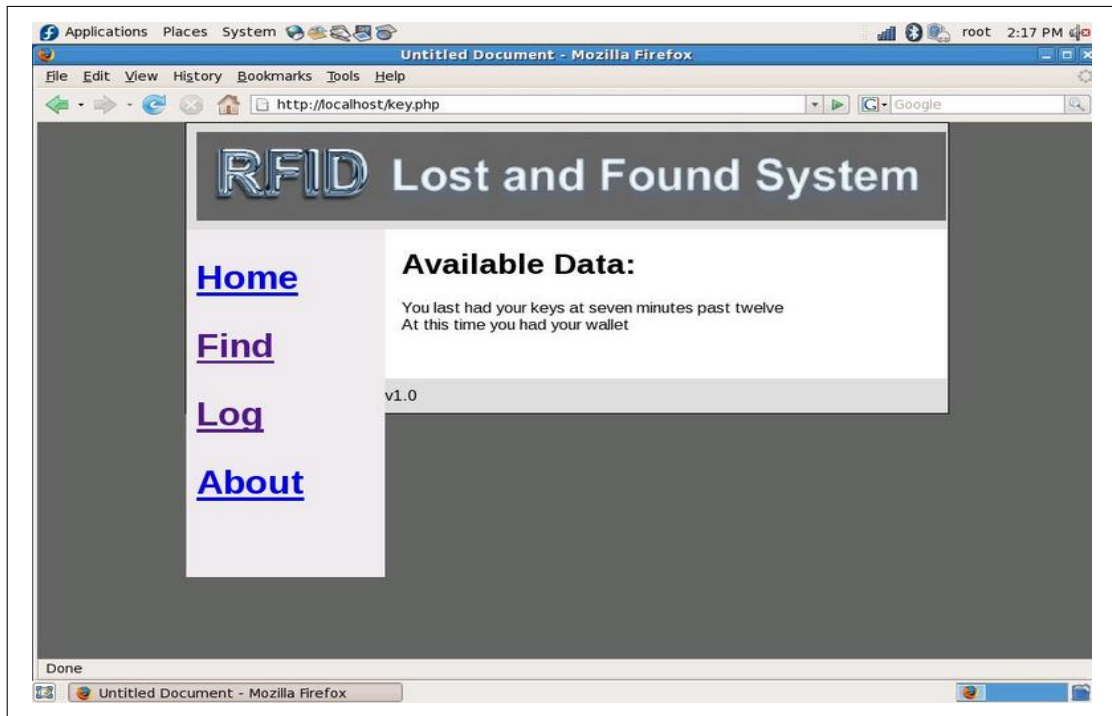 Applications Places System root 2:17 PM
Untitled Document - Mozilla Firefox
File Edit View History Bookmarks Tools Help
http://localhost/key.php Google
RFID Lost and Found System
Home
Find
Log
About
Available Data:
You last had your keys at seven minutes past twelve
At this time you had your wallet
v1.0
Done
Untitled Document - Mozilla Firefox